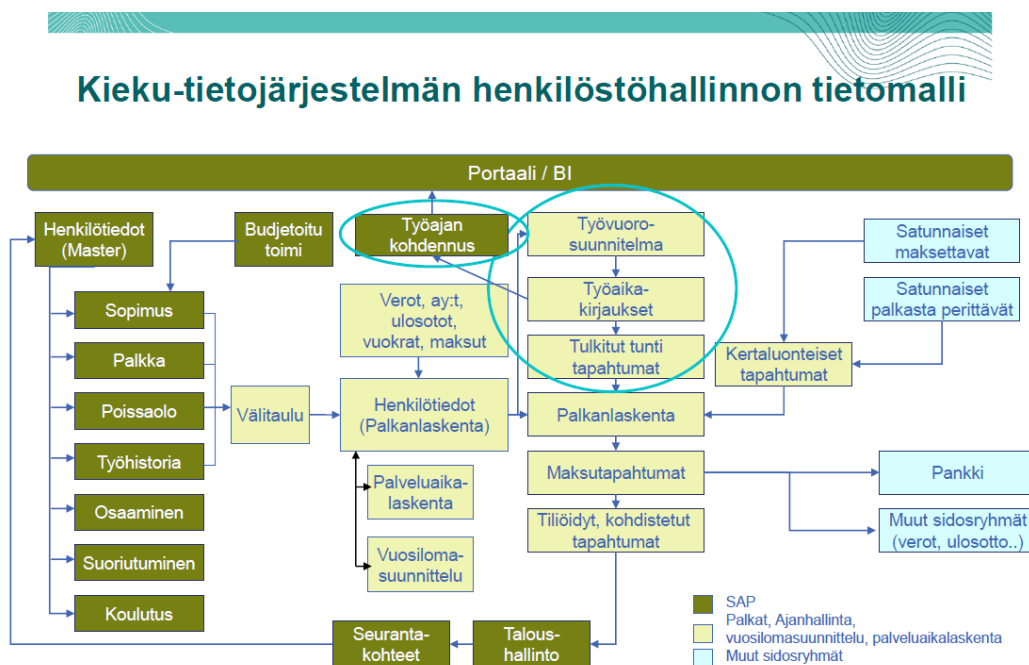 Kieku-tietojärjestelmän henkilöstöhallinnon tietomalli
Portaali / BI
Henkilötiedot
(Master)
Budjetoitu
toimi
Työajan
kohdennus
Työvuoro-
suunnitelma
Satunnaiset
maksettavat
Sopimus
Verot, ay:t,
ulosotot,
vuokrat, maksut
Työaika-
kirjaukset
Satunnaiset
palkasta perittävät
Palkka
Tulkitut tunti
tapahtumat
Kertaluonteiset
tapahtumat
Poissaolo
Välitaulu
Henkilötiedot
(Palkanlaskenta)
Palkanlaskenta
Työhistoria
Palveluaika-
laskenta
Maksutapahtumat
Pankki
Osaaminen
Tiliöidyt, kohdistetut
tapahtumat
Muut sidosryhmät
(verot, ulosotto..)
Suoriutuminen
Vuosiloma-
suunnittelu
Koulutus
Seuranta-
kohteet
Talous-
hallinto
SAP
Palkat, Ajanhallinta,
vuosilomasuunnittelu, palveluaikalaskenta
Muut sidosryhmät